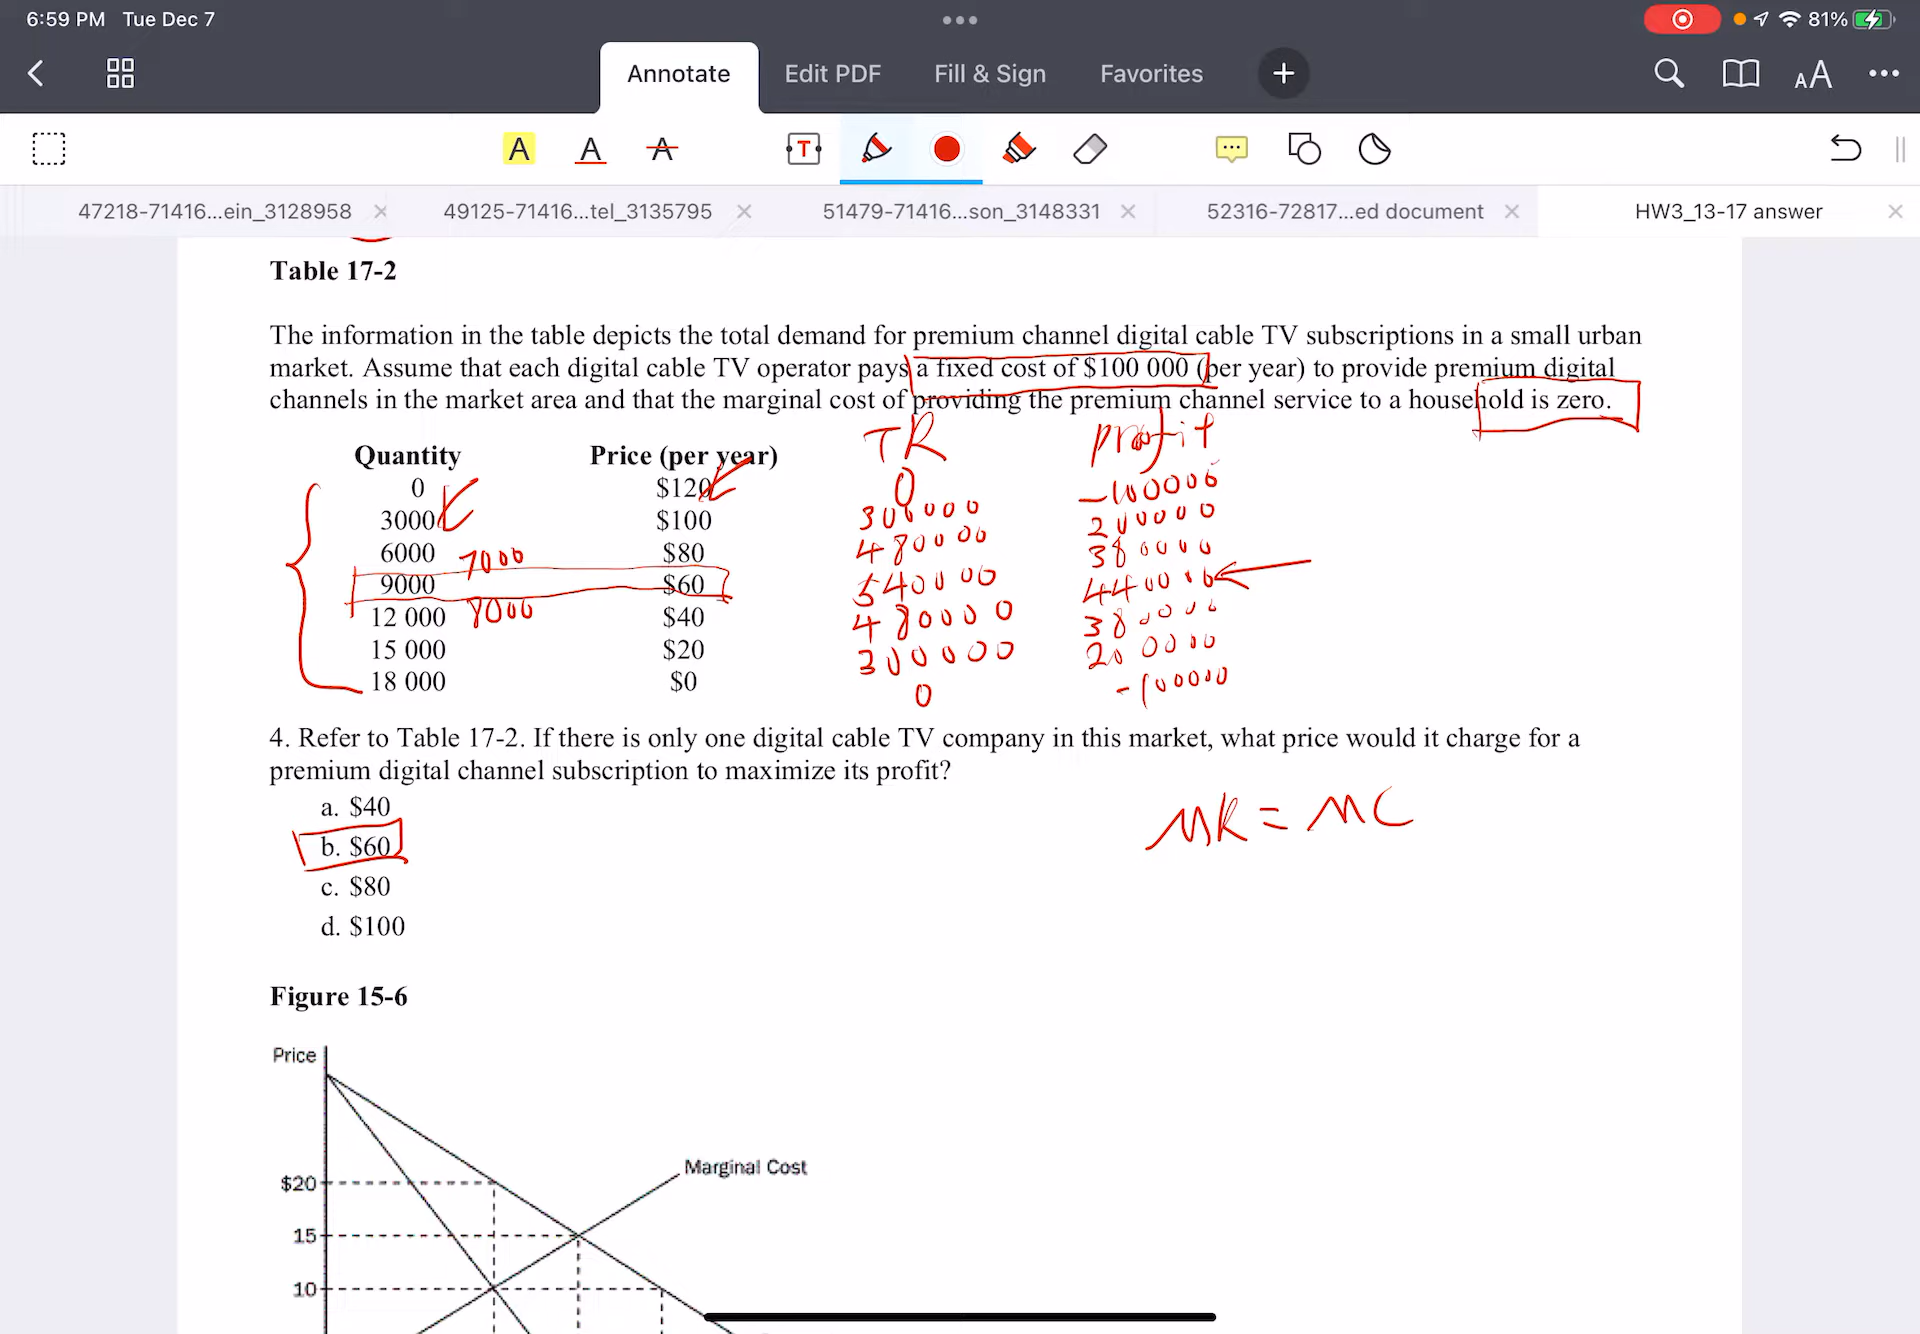 6:59 PM Tue Dec 7
81%
Annotate Edit PDF Fill & Sign Favorites
AA
A A A T
47218-71416...ein_3128958 49125-71416...tel_3135795 51479-71416...son_3148331 52316-72817...ed document HW3_13-17 answer
Table 17-2
The information in the table depicts the total demand for premium channel digital cable TV subscriptions in a small urban
market. Assume that each digital cable TV operator pays a fixed cost of $100 000 (per year) to provide premium digital
channels in the market area and that the marginal cost of providing the premium channel service to a household is zero.
Quantity Price (per year) TR Profit
0 $120 0 -100000
3000 $100 300000 200000
6000 7000 $80 480000 380000
9000 $60 540000 440000
12 000 8000 $40 480000 380000
15 000 $20 300000 200000
18 000 $0 0 -100000
4. Refer to Table 17-2. If there is only one digital cable TV company in this market, what price would it charge for a
premium digital channel subscription to maximize its profit?
a. $40
MR = MC
b. $60
c. $80
d. $100
Figure 15-6
Price
Marginal Cost
$20
15
10